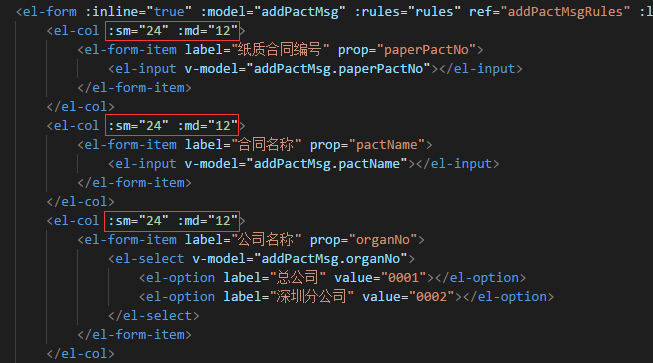 <el-form :inline="true" :model="addPactMsg" :rules="rules" ref="addPactMsgRules" :l
<el-col :sm="24" :md="12">
<el-form-item label="纸质合同编号" prop="paperPactNo">
<el-input v-model="addPactMsg.paperPactNo"></el-input>
</el-form-item>
</el-col>
<el-col :sm="24" :md="12">
<el-form-item label="合同名称" prop="pactName">
<el-input v-model="addPactMsg.pactName"></el-input>
</el-form-item>
</el-col>
<el-col :sm="24" :md="12">
<el-form-item label="公司名称" prop="organNo">
<el-select v-model="addPactMsg.organNo">
<el-option label="总公司" value="0001"></el-option>
<el-option label="深圳分公司" value="0002"></el-option>
</el-select>
</el-form-item>
</el-col>